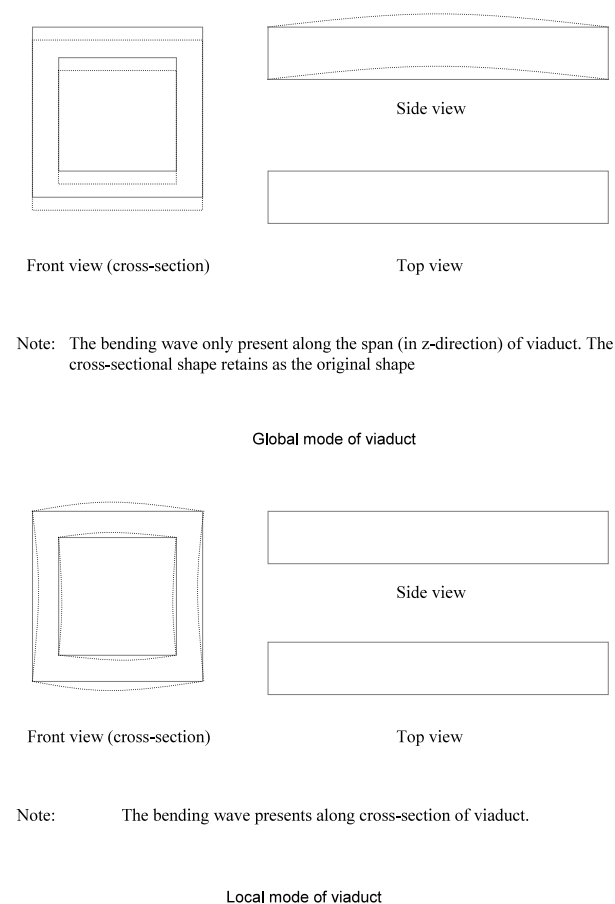 Side view
Front view (cross-section)
Top view
Note: The bending wave only present along the span (in z-direction) of viaduct. The
cross-sectional shape retains as the original shape
Global mode of viaduct
Side view
Front view (cross-section)
Top view
Note: The bending wave presents along cross-section of viaduct.
Local mode of viaduct